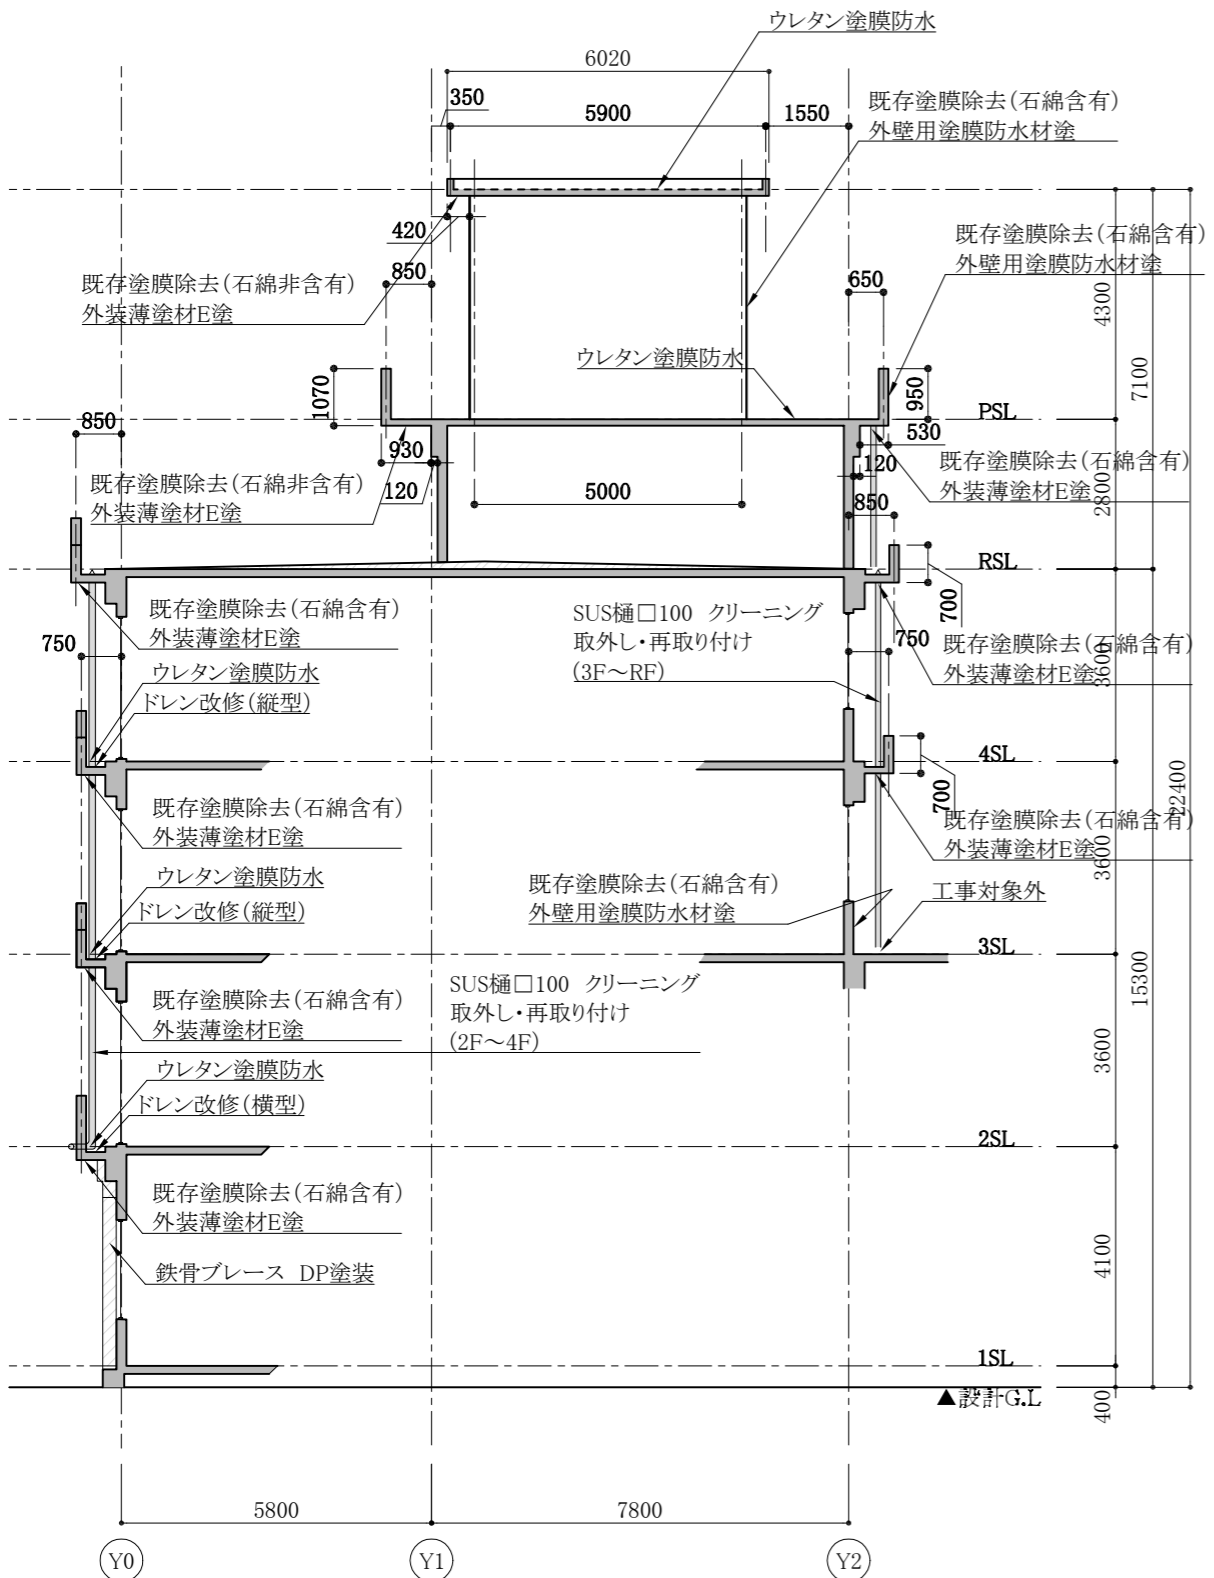 ウレタン塗膜防水
6020
350
5900
1550
既存塗膜除去(石綿含有)
外壁用塗膜防水材塗
420
850
既存塗膜除去(石綿非含有)
外装薄塗材E塗
既存塗膜除去(石綿含有)
外壁用塗膜防水材塗
650
4300
ウレタン塗膜防水
1070
950
7100
850
PSL
930
530
120
120
既存塗膜除去(石綿非含有)
外装薄塗材E塗
5000
既存塗膜除去(石綿含有)
外装薄塗材E塗
2800
850
RSL
700
既存塗膜除去(石綿含有)
外装薄塗材E塗
SUS樋□100 クリーニング
取外し・再取り付け
(3F～RF)
750
750
既存塗膜除去(石綿含有)
外装薄塗材E塗
3600
ウレタン塗膜防水
ドレン改修(縦型)
4SL
700
22400
既存塗膜除去(石綿含有)
外装薄塗材E塗
既存塗膜除去(石綿含有)
外装薄塗材E塗
3600
ウレタン塗膜防水
ドレン改修(縦型)
既存塗膜除去(石綿含有)
外壁用塗膜防水材塗
工事対象外
3SL
15300
既存塗膜除去(石綿含有)
外装薄塗材E塗
SUS樋□100 クリーニング
取外し・再取り付け
(2F～4F)
3600
ウレタン塗膜防水
ドレン改修(横型)
2SL
既存塗膜除去(石綿含有)
外装薄塗材E塗
4100
鉄骨ブレース DP塗装
1SL
▲設計G.L
400
5800
7800
Y0
Y1
Y2